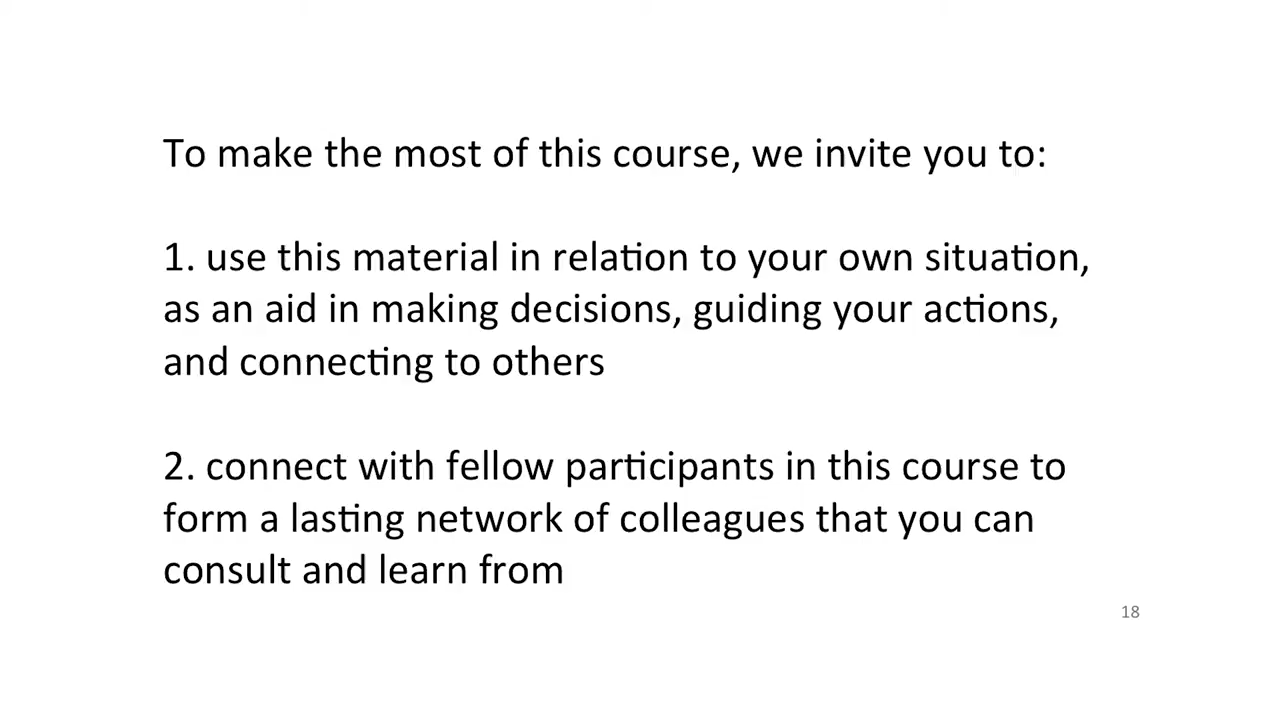 To make the most of this course, we invite you to:
1. use this material in relation to your own situation,
as an aid in making decisions, guiding your actions,
and connecting to others
2. connect with fellow participants in this course to
form a lasting network of colleagues that you can
consult and learn from
18